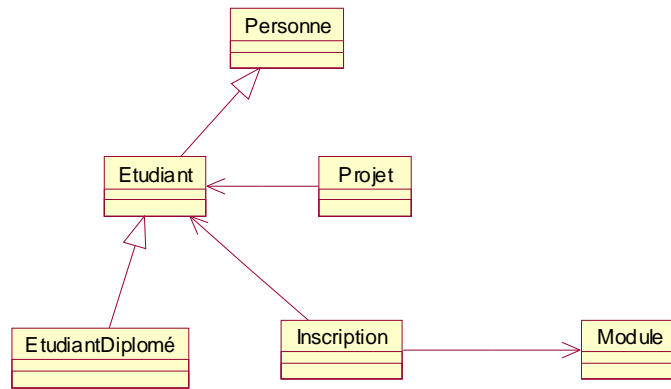 Personne
Etudiant
Projet
EtudiantDiplomé
Inscription
Module